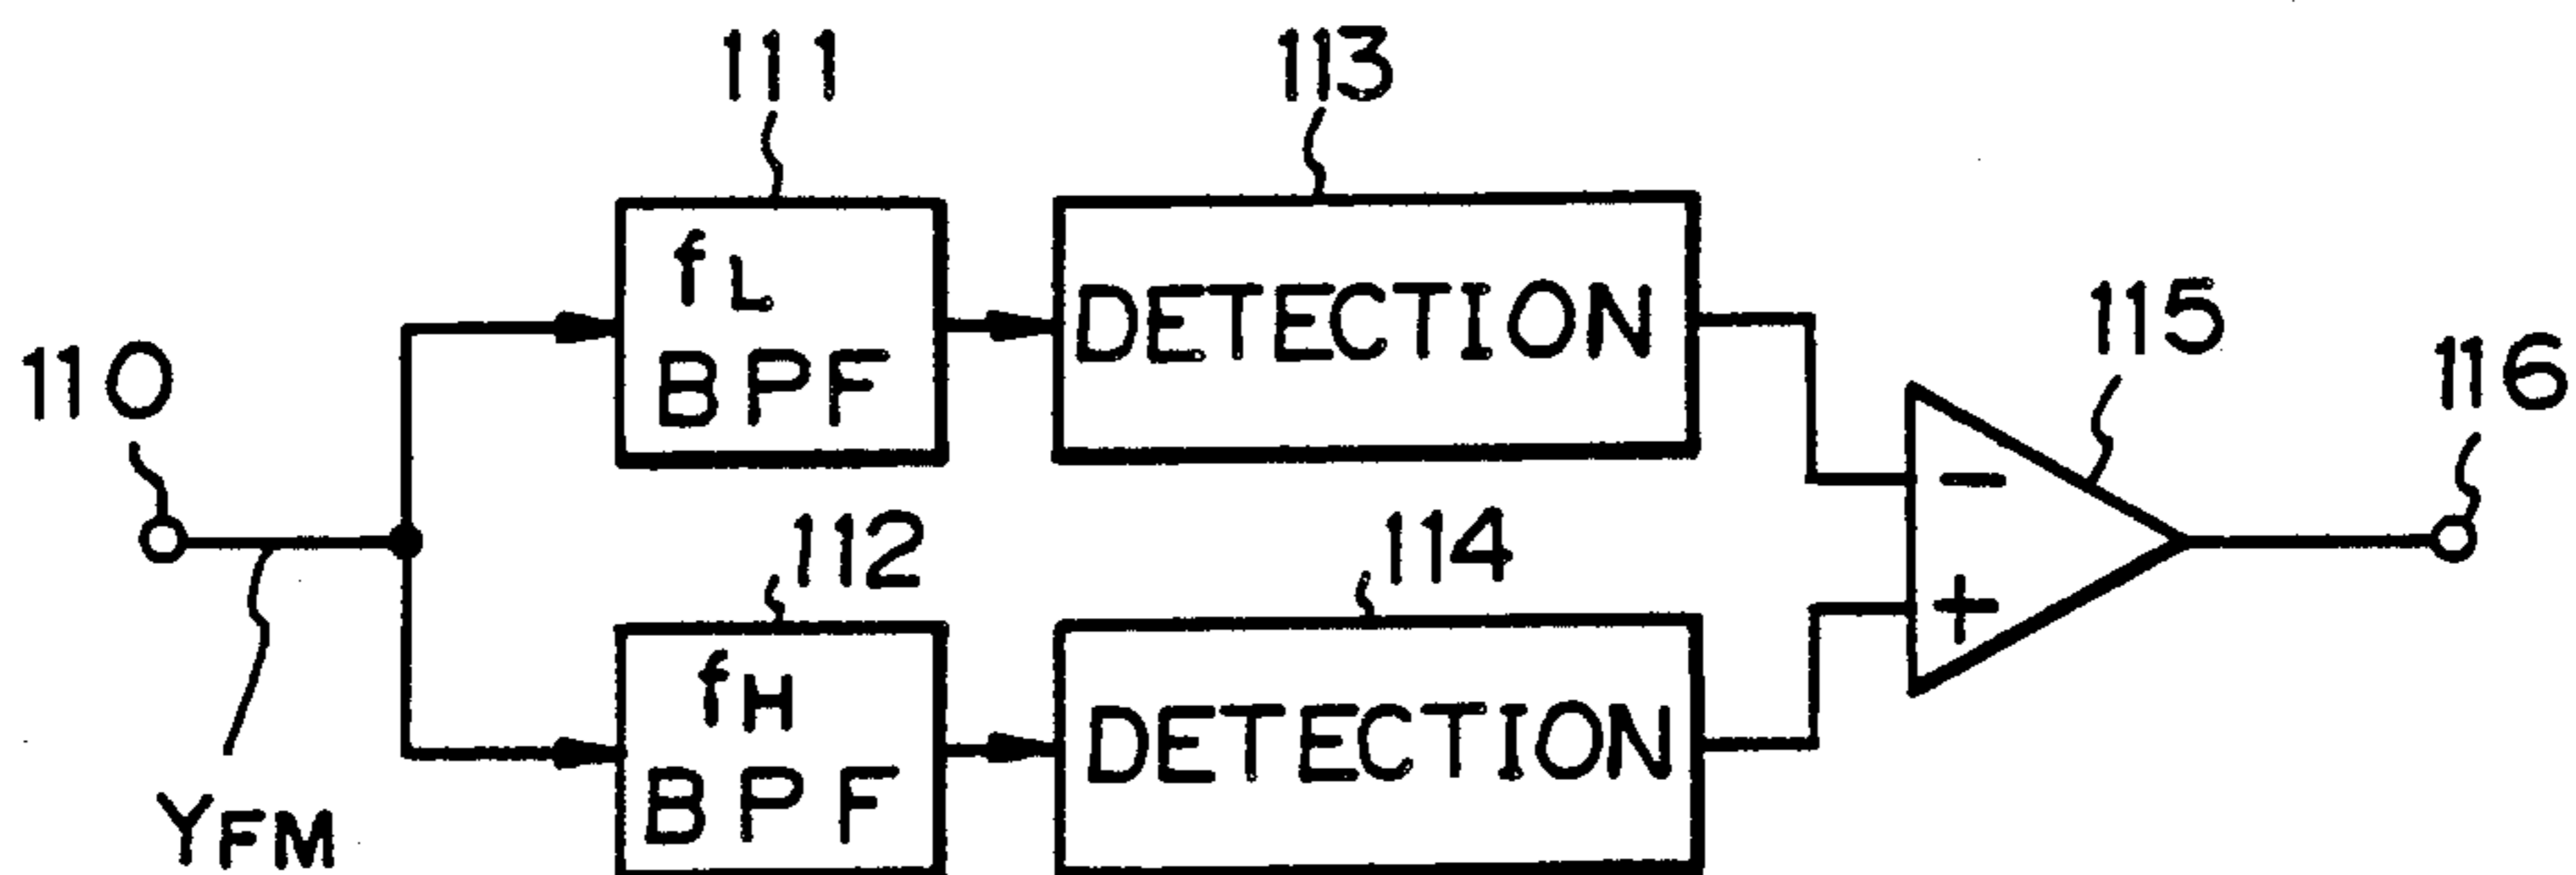 111
113
fL
BPF
DETECTION
115
110
116
−
112
114
+
fH
BPF
DETECTION
YFM